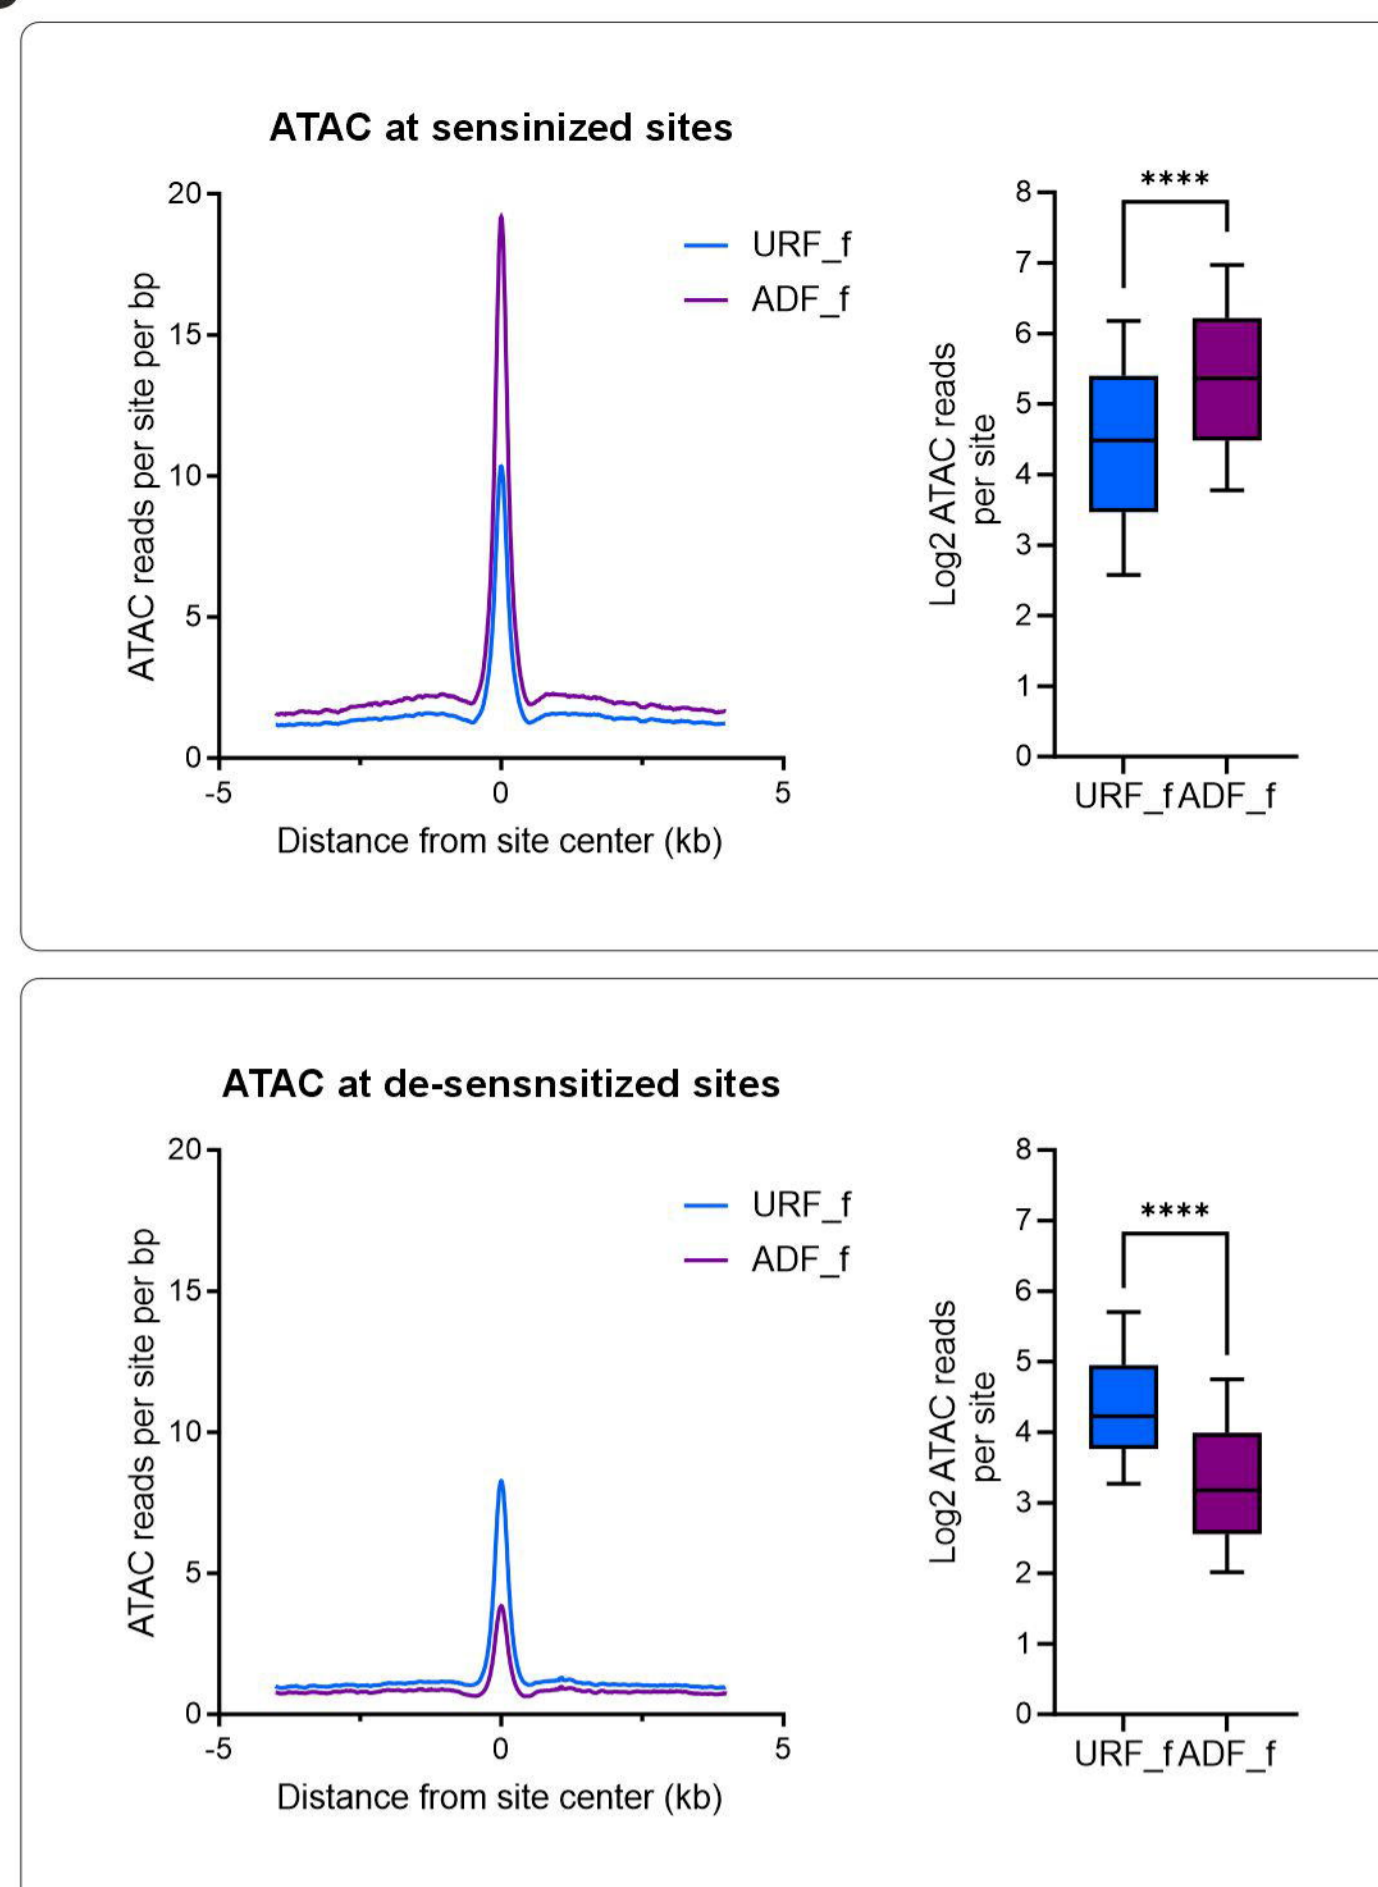 ATAC at sensinized sites
ATAC reads per site per bp
20
15
10
5
0
-5
0
5
Distance from site center (kb)
URF_f
ADF_f
Log2 ATAC reads
per site
8
7
6
5
4
3
2
1
0
****
URF_f ADF_f
ATAC at de-sensnsitized sites
ATAC reads per site per bp
20
15
10
5
0
-5
0
5
Distance from site center (kb)
URF_f
ADF_f
Log2 ATAC reads
per site
8
7
6
5
4
3
2
1
0
****
URF_f ADF_f